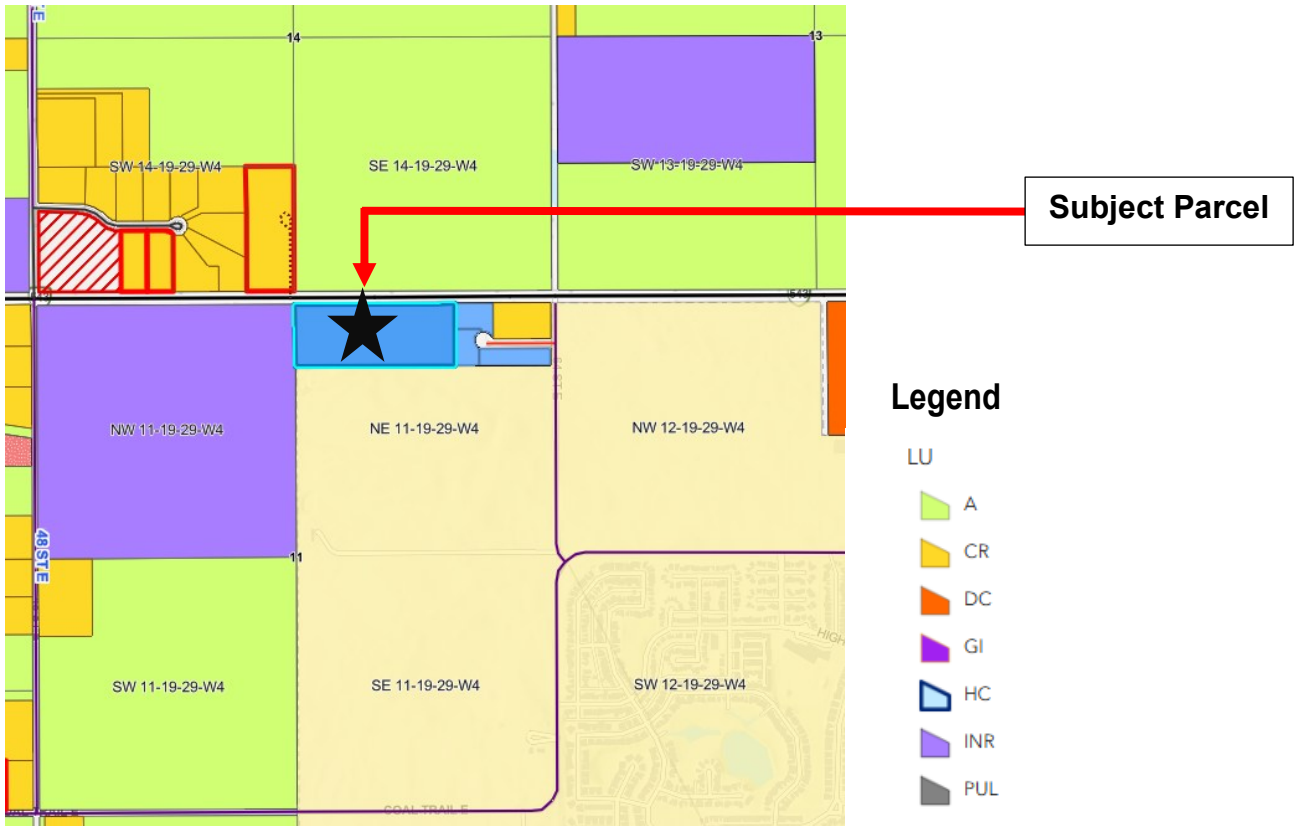 14
13
SW 14-19-29-W4
SE 14-19-29-W4
SW 13-19-29-W4
Subject Parcel
543
NW 11-19-29-W4
NE 11-19-29-W4
NW 12-19-29-W4
Legend
LU
A
CR
DC
GI
HC
INR
PUL
48 ST E
11
SW 11-19-29-W4
SE 11-19-29-W4
SW 12-19-29-W4
HIGH
COAL TRAIL E